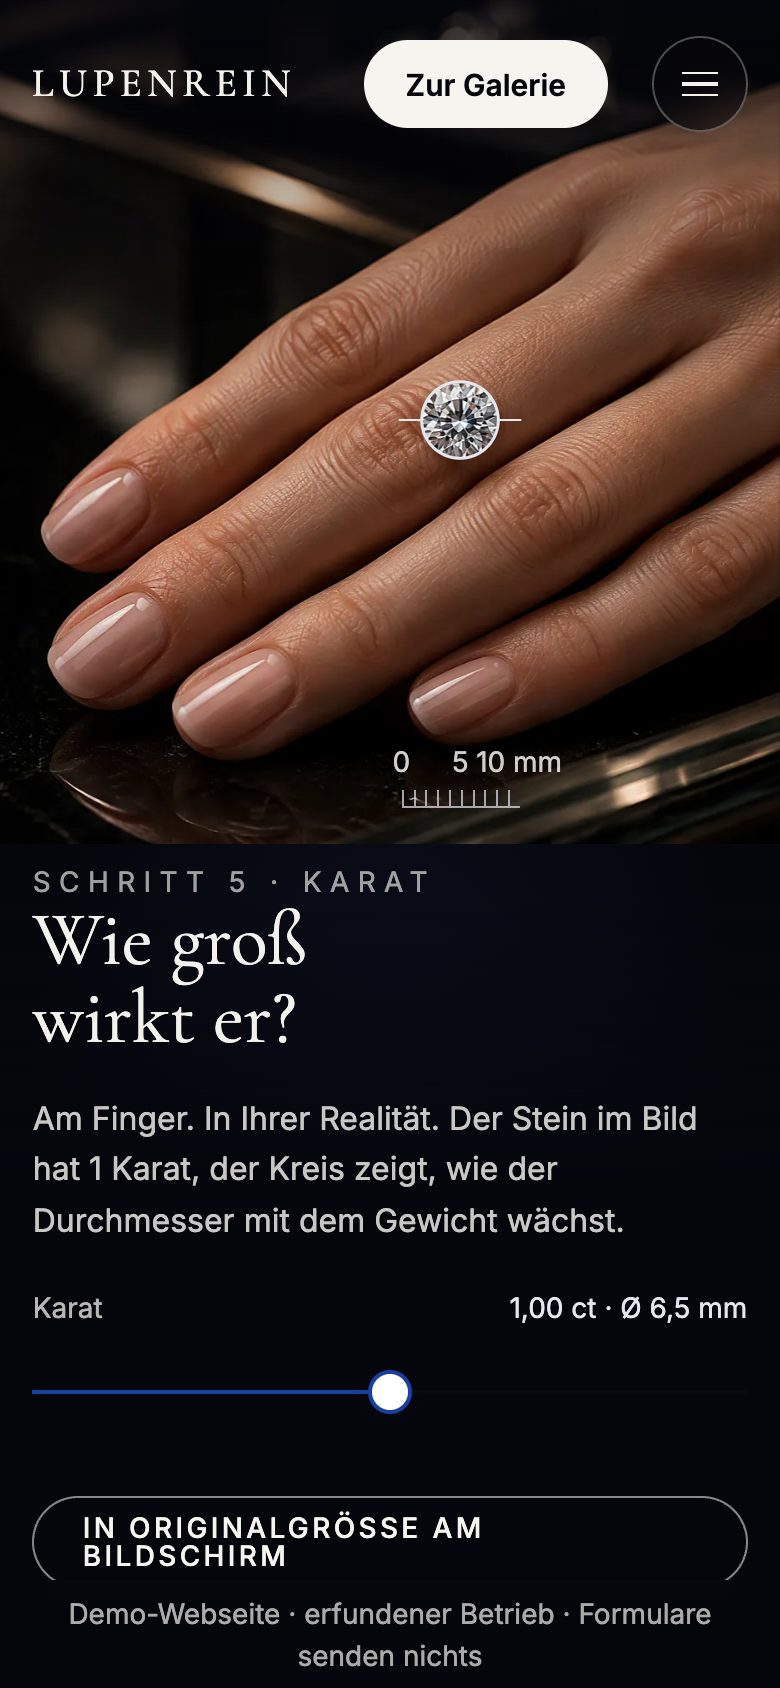 LUPENREIN
Zur Galerie
0 5 10 mm
SCHRITT 5 · KARAT
Wie groß
wirkt er?
Am Finger. In Ihrer Realität. Der Stein im Bild
hat 1 Karat, der Kreis zeigt, wie der
Durchmesser mit dem Gewicht wächst.
Karat 1,00 ct · Ø 6,5 mm
IN ORIGINALGRÖSSE AM
BILDSCHIRM
Demo-Webseite · erfundener Betrieb · Formulare
senden nichts